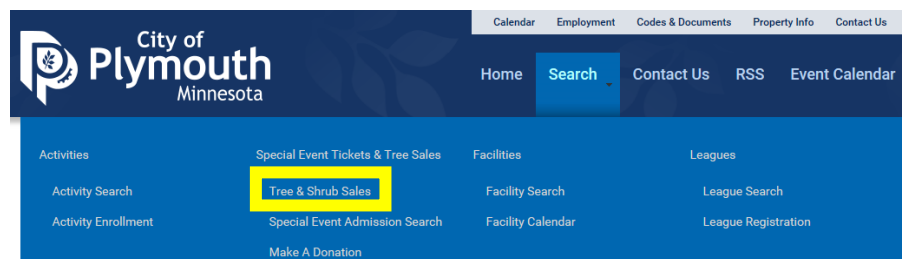 Calendar Employment Codes & Documents Property Info Contact Us
City of
Plymouth
Minnesota
Home Search Contact Us RSS Event Calendar
Activities Special Event Tickets & Tree Sales Facilities Leagues
Activity Search Tree & Shrub Sales Facility Search League Search
Activity Enrollment Special Event Admission Search Facility Calendar League Registration
Make A Donation